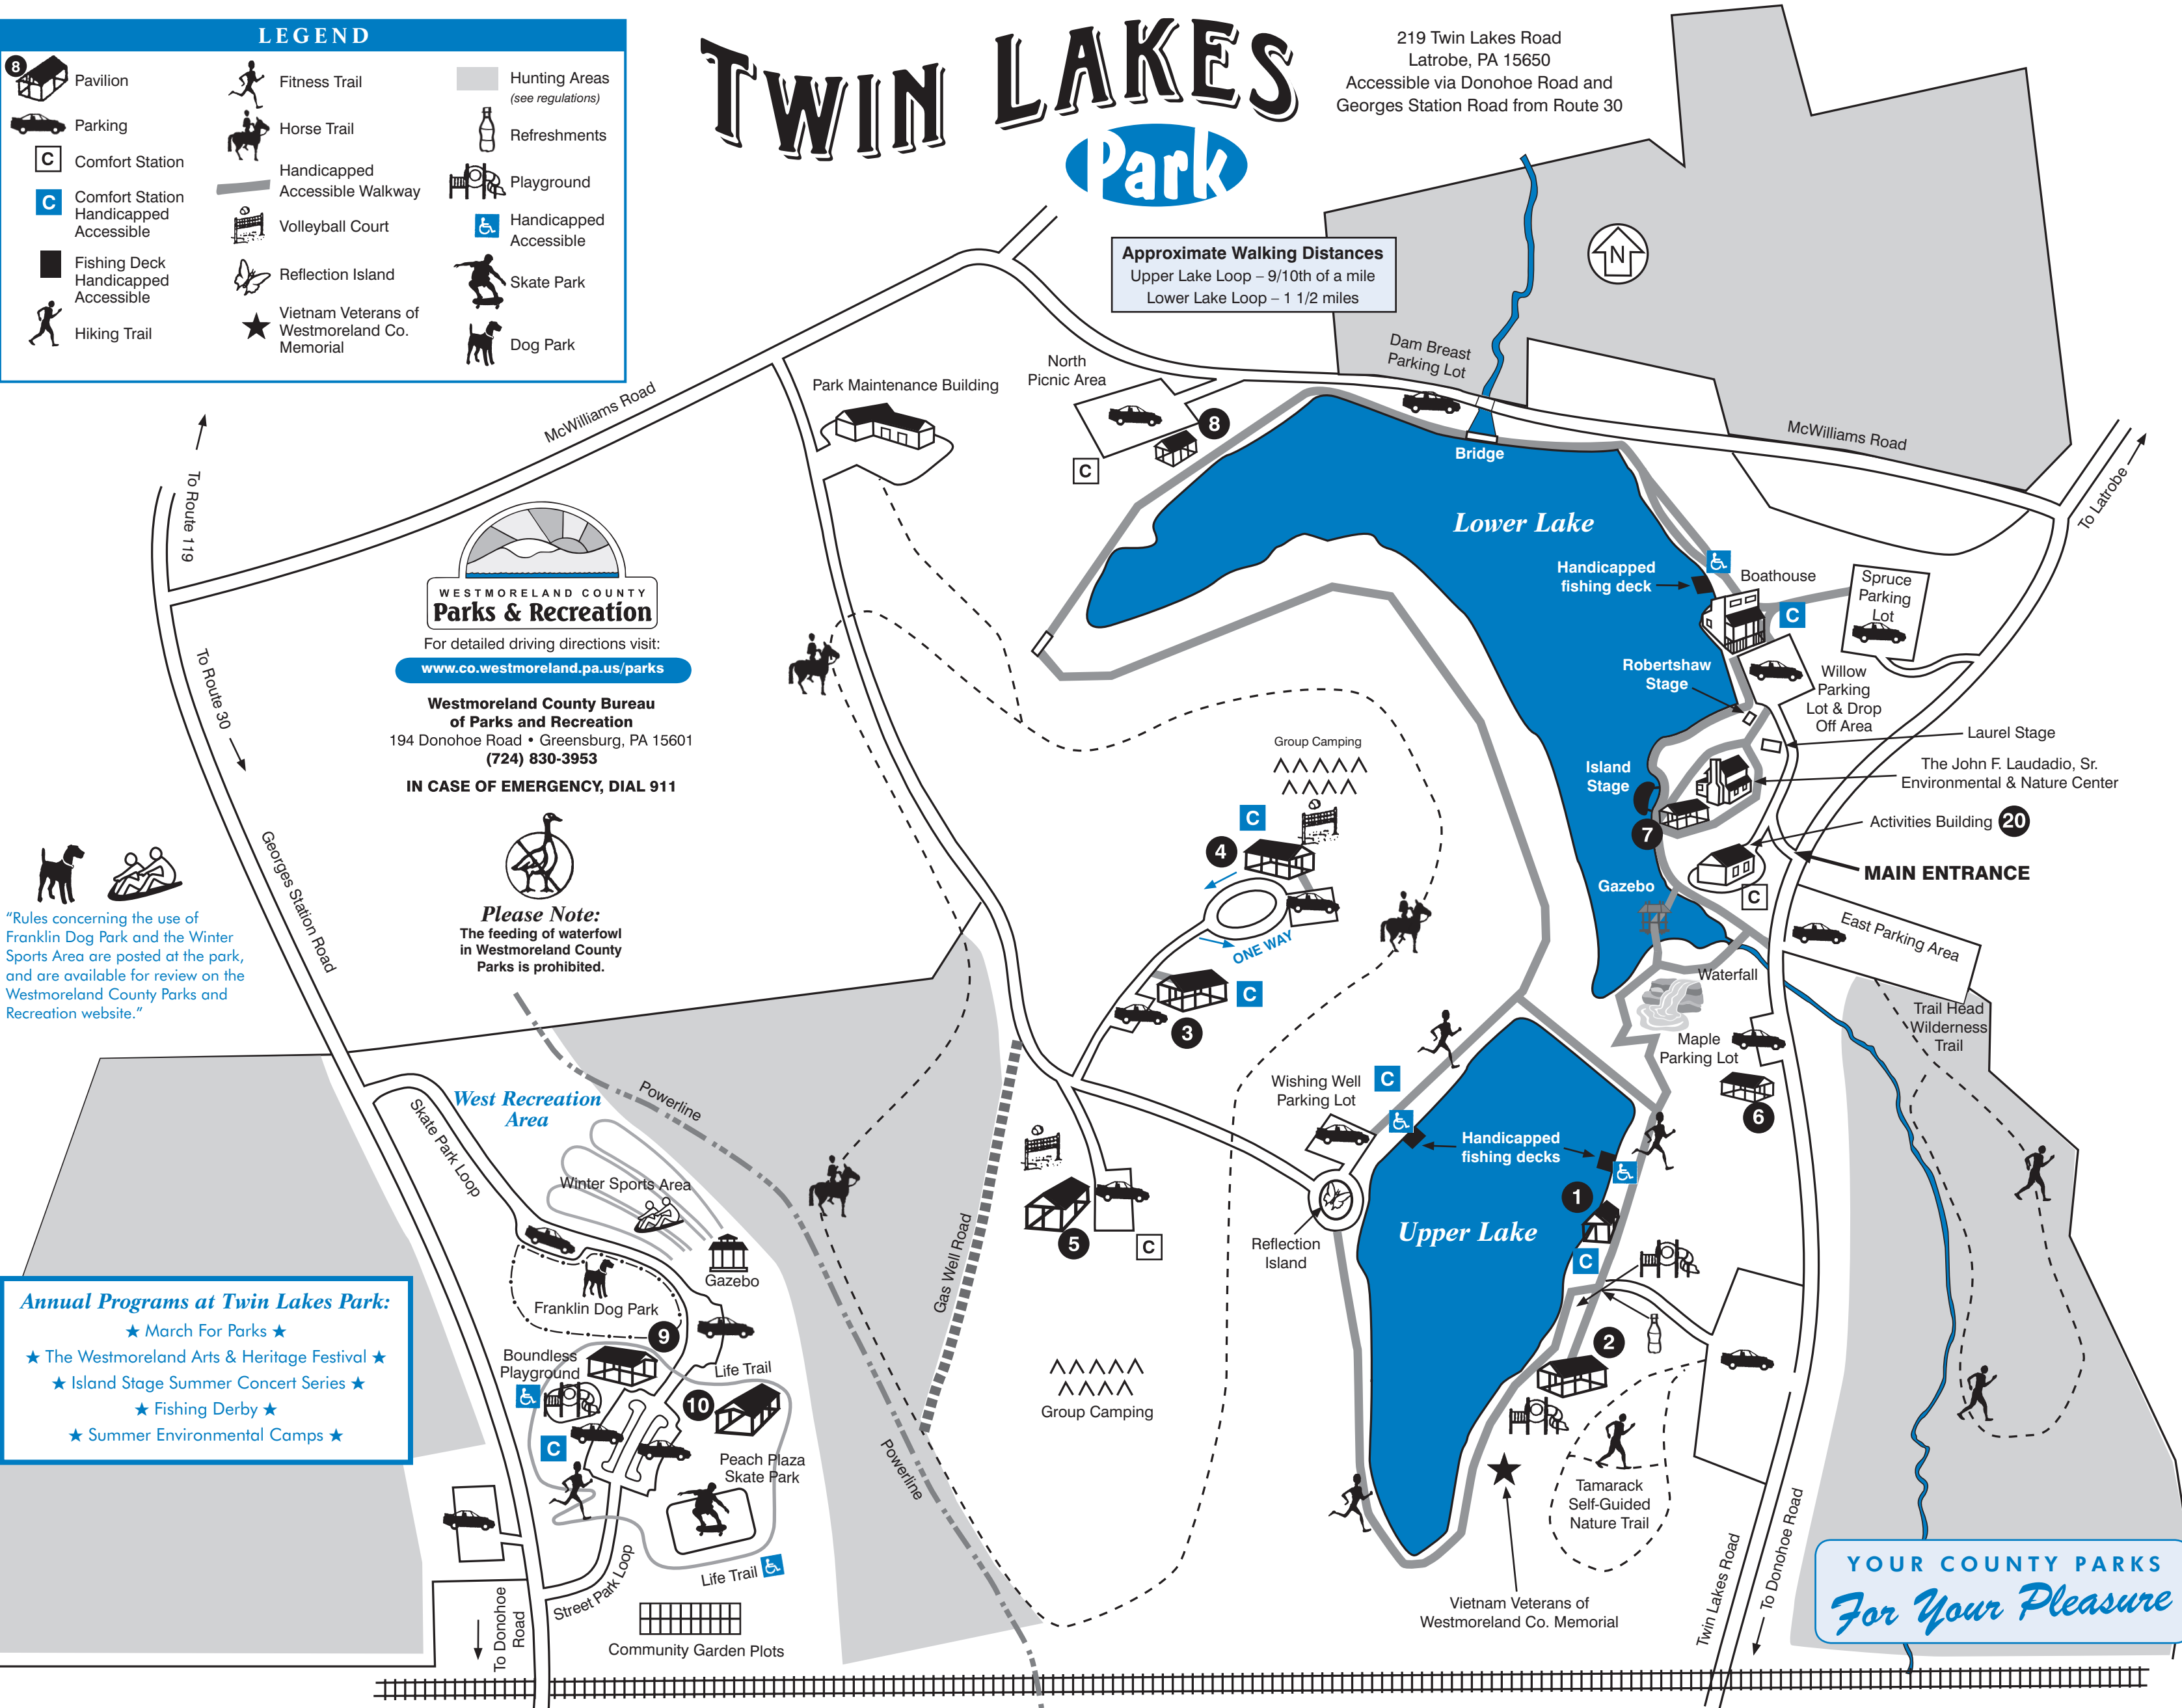 LEGEND
8
Pavilion
Parking
C
Comfort Station
C
Comfort Station
Handicapped
Accessible
Fishing Deck
Handicapped
Accessible
Hiking Trail
Fitness Trail
Horse Trail
Handicapped
Accessible Walkway
Volleyball Court
Reflection Island
Vietnam Veterans of
Westmoreland Co.
Memorial
Hunting Areas
(see regulations)
Refreshments
Playground
Handicapped
Accessible
Skate Park
Dog Park
TWIN LAKES
Park
219 Twin Lakes Road
Latrobe, PA 15650
Accessible via Donohoe Road and
Georges Station Road from Route 30
Approximate Walking Distances
Upper Lake Loop – 9/10th of a mile
Lower Lake Loop – 1 1/2 miles
N
Dam Breast
Parking Lot
North
Picnic Area
Park Maintenance Building
8
C
McWilliams Road
McWilliams Road
To Latrobe
To Route 119
To Route 30
Georges Station Road
Bridge
Lower Lake
Handicapped
fishing deck
Boathouse
C
Spruce
Parking
Lot
Robertshaw
Stage
Willow
Parking
Lot & Drop
Off Area
Laurel Stage
The John F. Laudadio, Sr.
Environmental & Nature Center
Island
Stage
7
Activities Building 20
MAIN ENTRANCE
Gazebo
C
East Parking Area
Waterfall
Trail Head
Wilderness
Trail
Maple
Parking Lot
6
WESTMORELAND COUNTY
Parks & Recreation
For detailed driving directions visit:
www.co.westmoreland.pa.us/parks
Westmoreland County Bureau
of Parks and Recreation
194 Donohoe Road • Greensburg, PA 15601
(724) 830-3953
IN CASE OF EMERGENCY, DIAL 911
Please Note:
The feeding of waterfowl
in Westmoreland County
Parks is prohibited.
“Rules concerning the use of
Franklin Dog Park and the Winter
Sports Area are posted at the park,
and are available for review on the
Westmoreland County Parks and
Recreation website.”
Group Camping
C
4
ONE WAY
C
3
Wishing Well
Parking Lot
C
Handicapped
fishing decks
1
Upper Lake
C
Reflection
Island
5
C
2
Group Camping
Gas Well Road
Powerline
Powerline
West Recreation
Area
Skate Park Loop
Winter Sports Area
Gazebo
Franklin Dog Park
9
Boundless
Playground
Life Trail
10
C
Peach Plaza
Skate Park
Life Trail
Street Park Loop
To Donohoe
Road
Community Garden Plots
Annual Programs at Twin Lakes Park:
★ March For Parks ★
★ The Westmoreland Arts & Heritage Festival ★
★ Island Stage Summer Concert Series ★
★ Fishing Derby ★
★ Summer Environmental Camps ★
Tamarack
Self-Guided
Nature Trail
Vietnam Veterans of
Westmoreland Co. Memorial
Twin Lakes Road
To Donohoe Road
YOUR COUNTY PARKS
For Your Pleasure